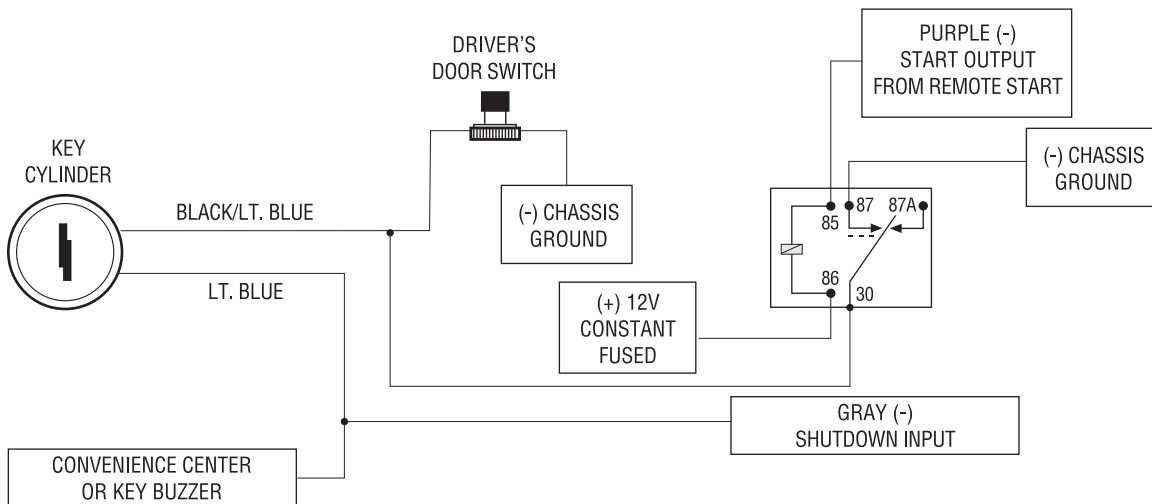 DRIVER'S
DOOR SWITCH
PURPLE (-)
START OUTPUT
FROM REMOTE START
KEY
CYLINDER
(-) CHASSIS
GROUND
BLACK/LT. BLUE
(-) CHASSIS
GROUND
87
87A
85
LT. BLUE
86
30
(+) 12V
CONSTANT
FUSED
GRAY (-)
SHUTDOWN INPUT
CONVENIENCE CENTER
OR KEY BUZZER